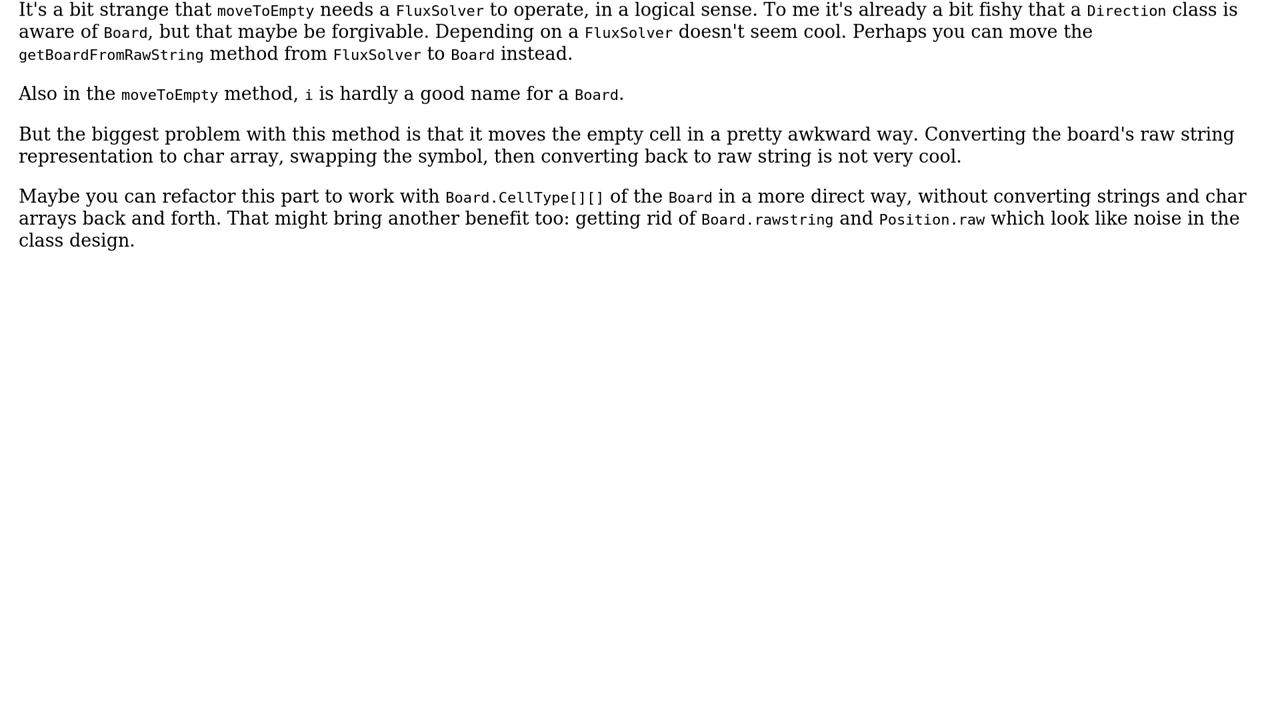 It's a bit strange that moveToEmpty needs a FluxSolver to operate, in a logical sense. To me it's already a bit fishy that a Direction class is
aware of Board, but that maybe be forgivable. Depending on a FluxSolver doesn't seem cool. Perhaps you can move the
getBoardFromRawString method from FluxSolver to Board instead.
Also in the moveToEmpty method, i is hardly a good name for a Board.
But the biggest problem with this method is that it moves the empty cell in a pretty awkward way. Converting the board's raw string
representation to char array, swapping the symbol, then converting back to raw string is not very cool.
Maybe you can refactor this part to work with Board.CellType[][] of the Board in a more direct way, without converting strings and char
arrays back and forth. That might bring another benefit too: getting rid of Board.rawstring and Position.raw which look like noise in the
class design.